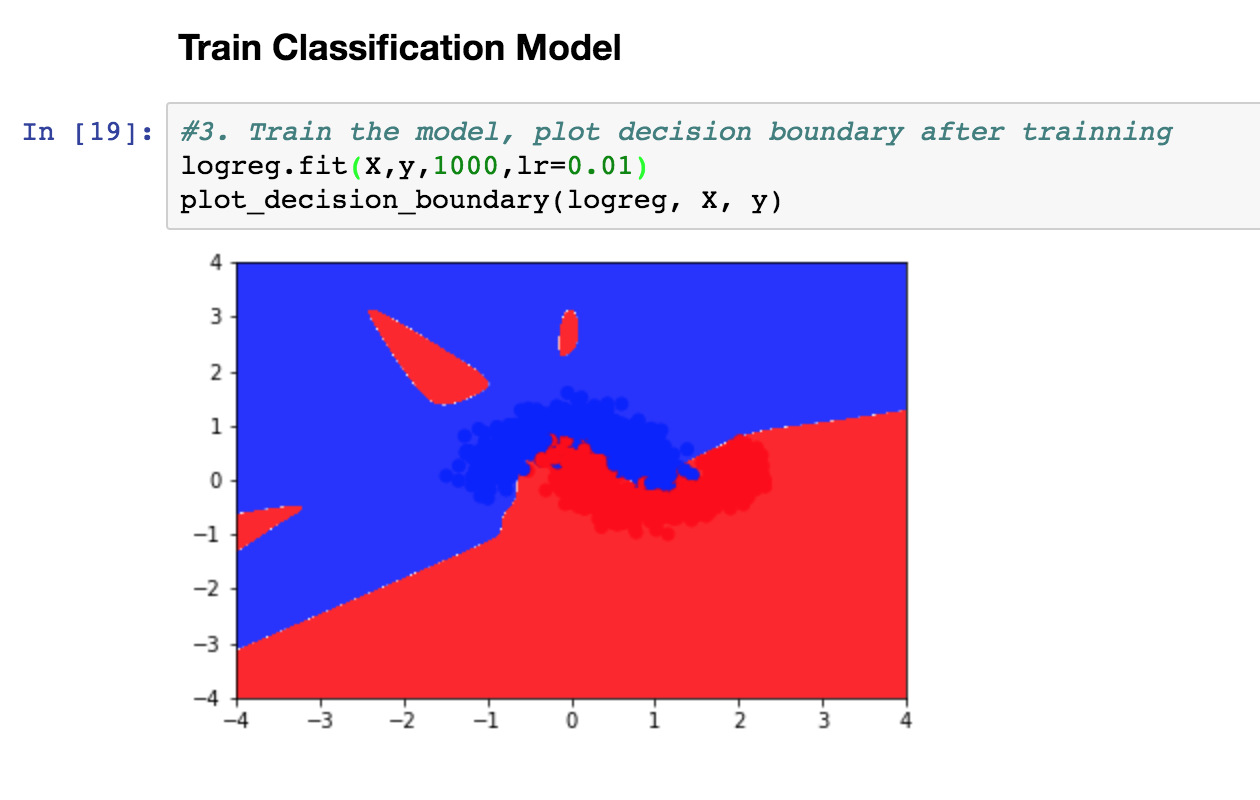 Train Classification Model
In [19]:
#3. Train the model, plot decision boundary after trainning
logreg.fit(X,y,1000,lr=0.01)
plot_decision_boundary(logreg, X, y)
4
3
2
1
0
−1
−2
−3
−4
−4 −3 −2 −1 0 1 2 3 4